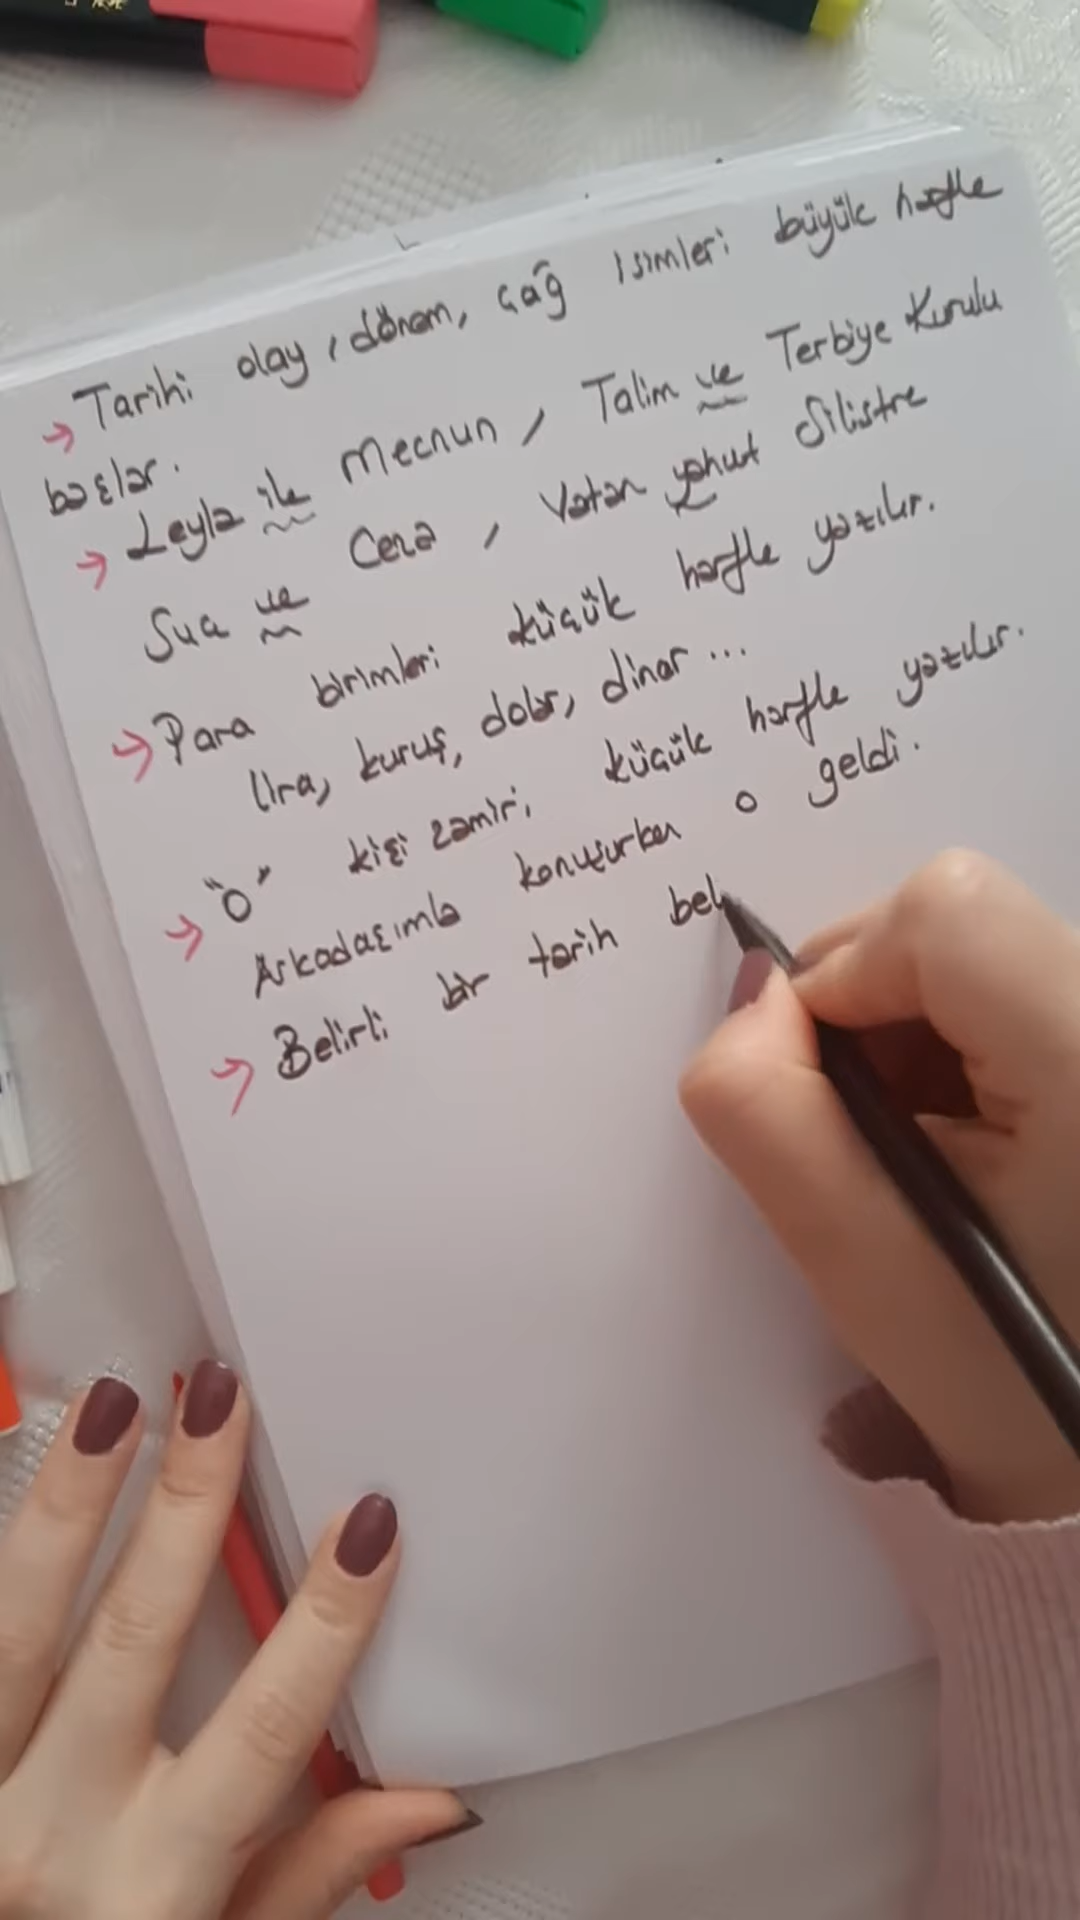 → Tarihi olay, dönem, çağ isimleri büyük harfle
başlar.
→ Leyla ile Mecnun, Talim ve Terbiye Kurulu
Suç ve Ceza, Vatan yahut Silistre
→ Para birimleri küçük harfle yazılır.
lira, kuruş, dolar, dinar...
→ "O" kişi zamiri küçük harfle yazılır.
Arkadaşımla konuşurken o geldi.
→ Belirli bir tarih bel